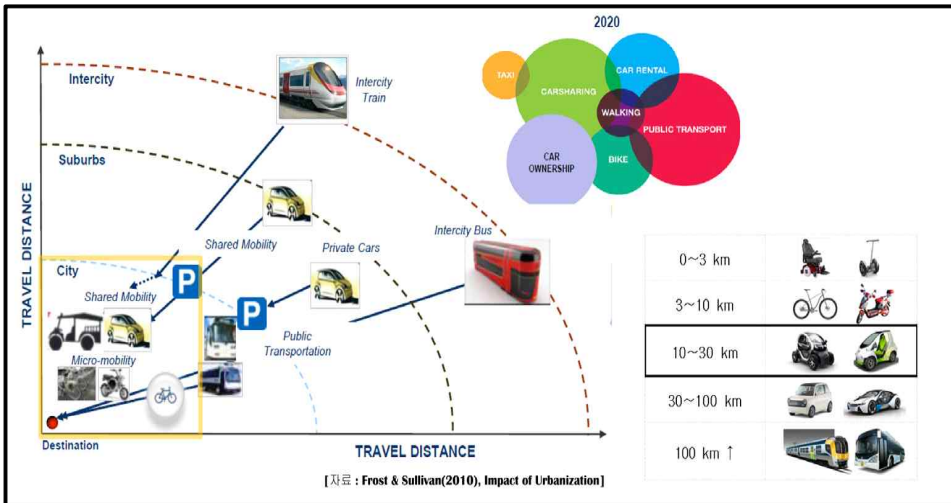 2020
TAXI
CARSHARING
CAR RENTAL
WALKING
PUBLIC TRANSPORT
CAR
OWNERSHIP
BIKE
Intercity
Intercity
Train
Suburbs
Shared Mobility
Private Cars
Intercity Bus
City
P
Shared Mobility
P
Public
Transportation
Micro-mobility
Destination
TRAVEL DISTANCE
TRAVEL DISTANCE
[자료 : Frost & Sullivan(2010), Impact of Urbanization]
0~3 km
3~10 km
10~30 km
30~100 km
100 km ↑